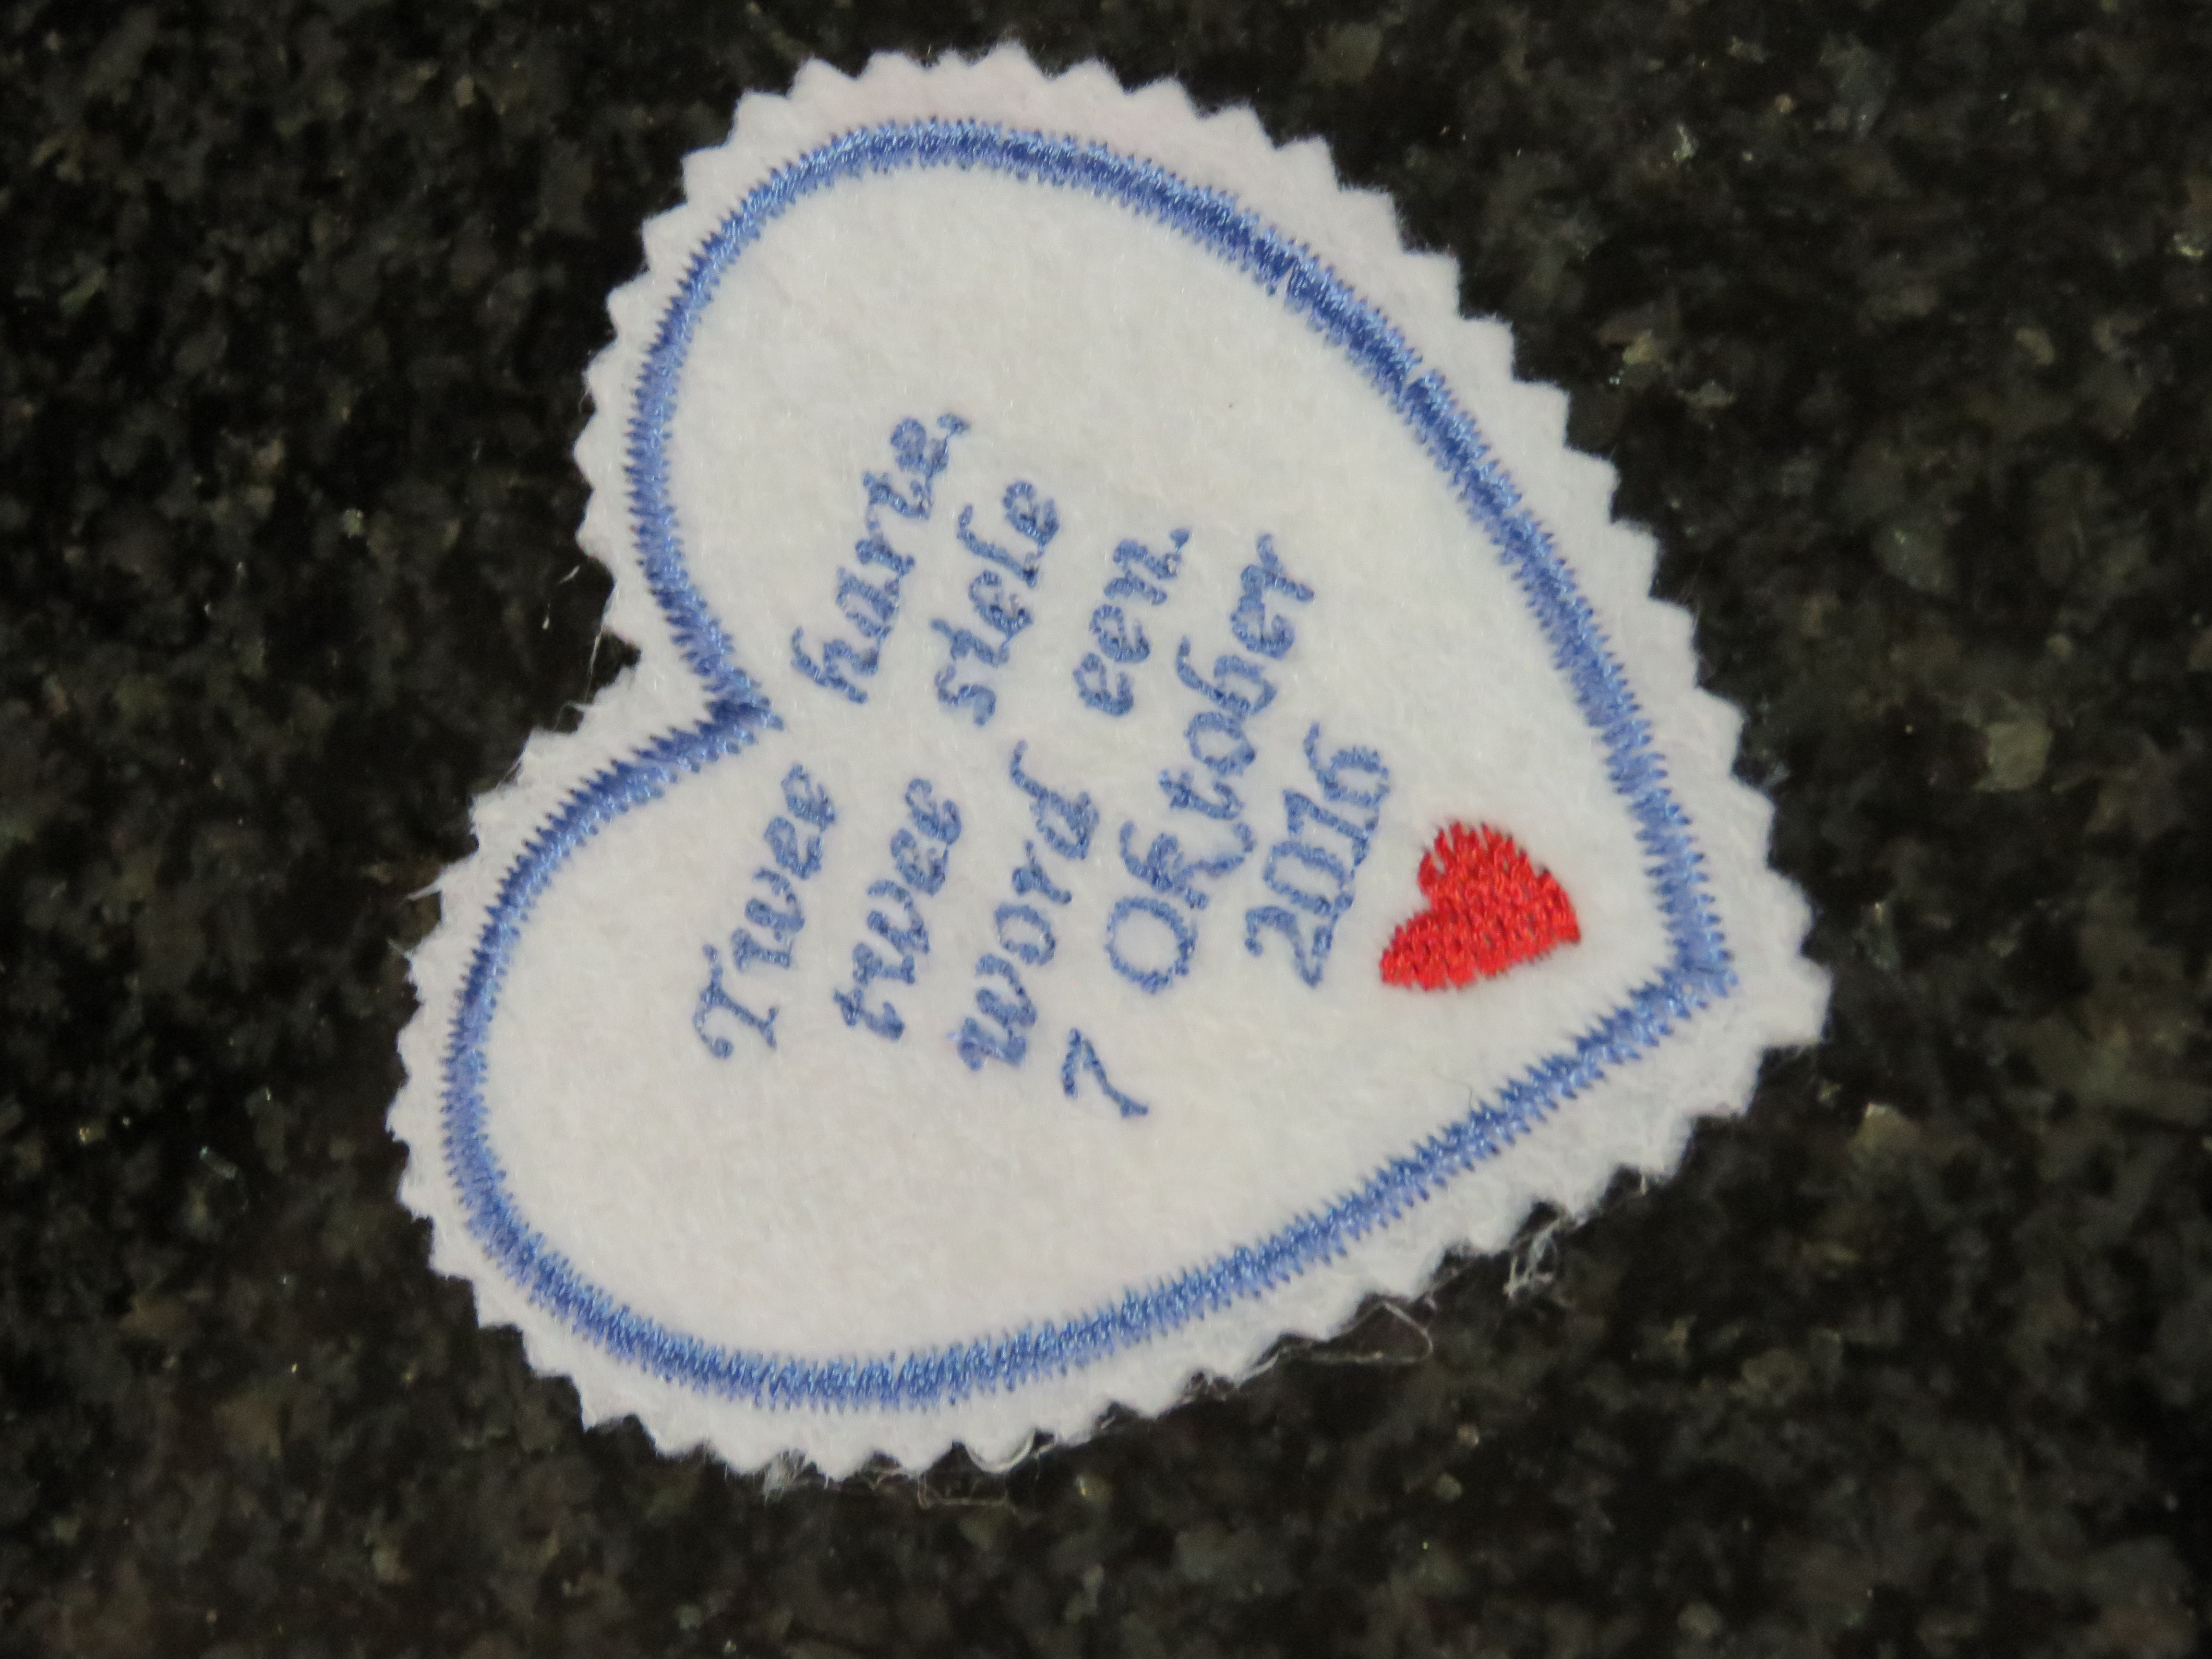 Twee harte,
twee siele
word een.
7 Oktober
2016